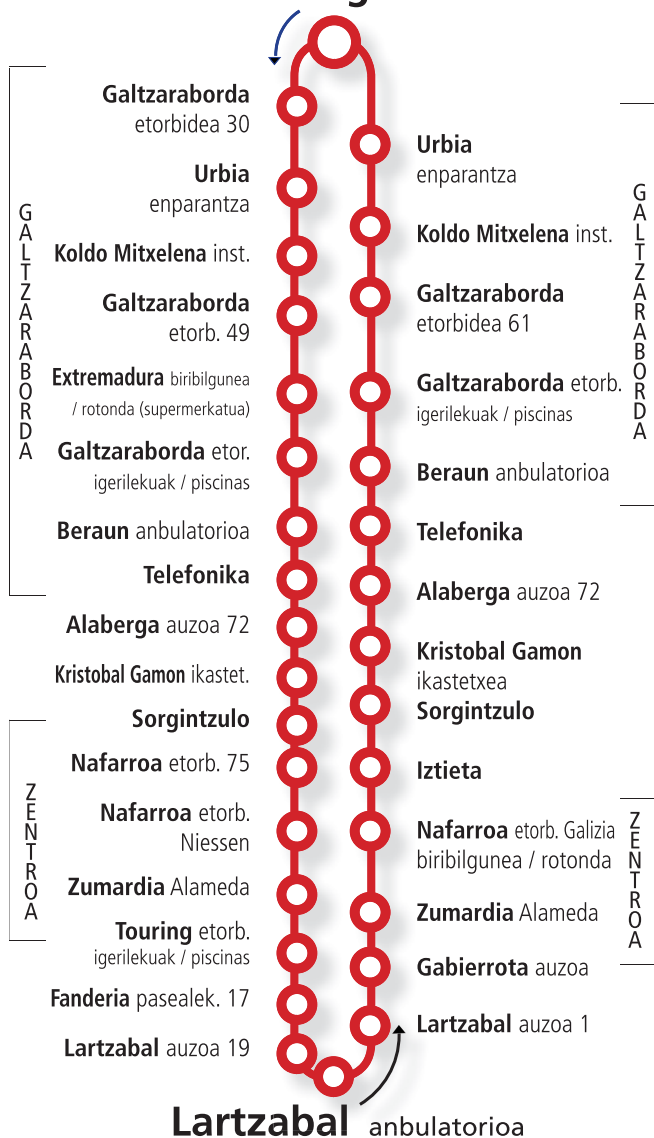 Galtzaraborda
etorbidea 30
Urbia
enparantza
Koldo Mitxelena inst.
Galtzaraborda
etorb. 49
Extremadura biribilgunea
/ rotonda (supermerkatua)
Galtzaraborda etor.
igerilekuak / piscinas
Beraun anbulatorioa
Telefonika
Alaberga auzoa 72
Kristobal Gamon ikastet.
Sorgintzulo
Nafarroa etorb. 75
Nafarroa etorb.
Niessen
Zumardia Alameda
Touring etorb.
igerilekuak / piscinas
Fanderia pasealek. 17
Lartzabal auzoa 19
GALTZARABORDA
ZENTROA
Urbia
enparantza
Koldo Mitxelena inst.
Galtzaraborda
etorbidea 61
Galtzaraborda etorb.
igerilekuak / piscinas
Beraun anbulatorioa
Telefonika
Alaberga auzoa 72
Kristobal Gamon
ikastetxea
Sorgintzulo
Iztieta
Nafarroa etorb. Galizia
biribilgunea / rotonda
Zumardia Alameda
Gabierrota auzoa
Lartzabal auzoa 1
GALTZARABORDA
ZENTROA
Lartzabal anbulatorioa